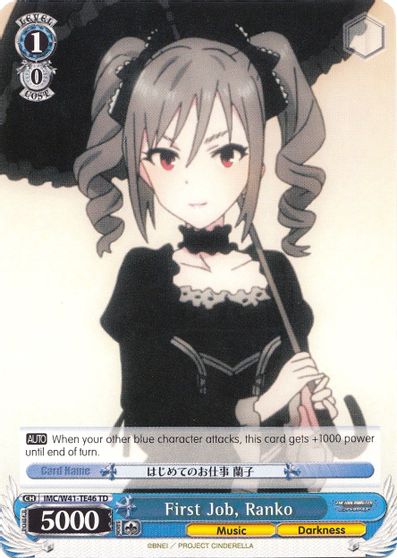 LEVEL
1
0
COST
AUTO When your other blue character attacks, this card gets +1000 power
until end of turn.
Card Name はじめてのお仕事 蘭子
CH IMC/W41-TE46 TD
First Job, Ranko
5000
Music
Darkness
©BNEI / PROJECT CINDERELLA